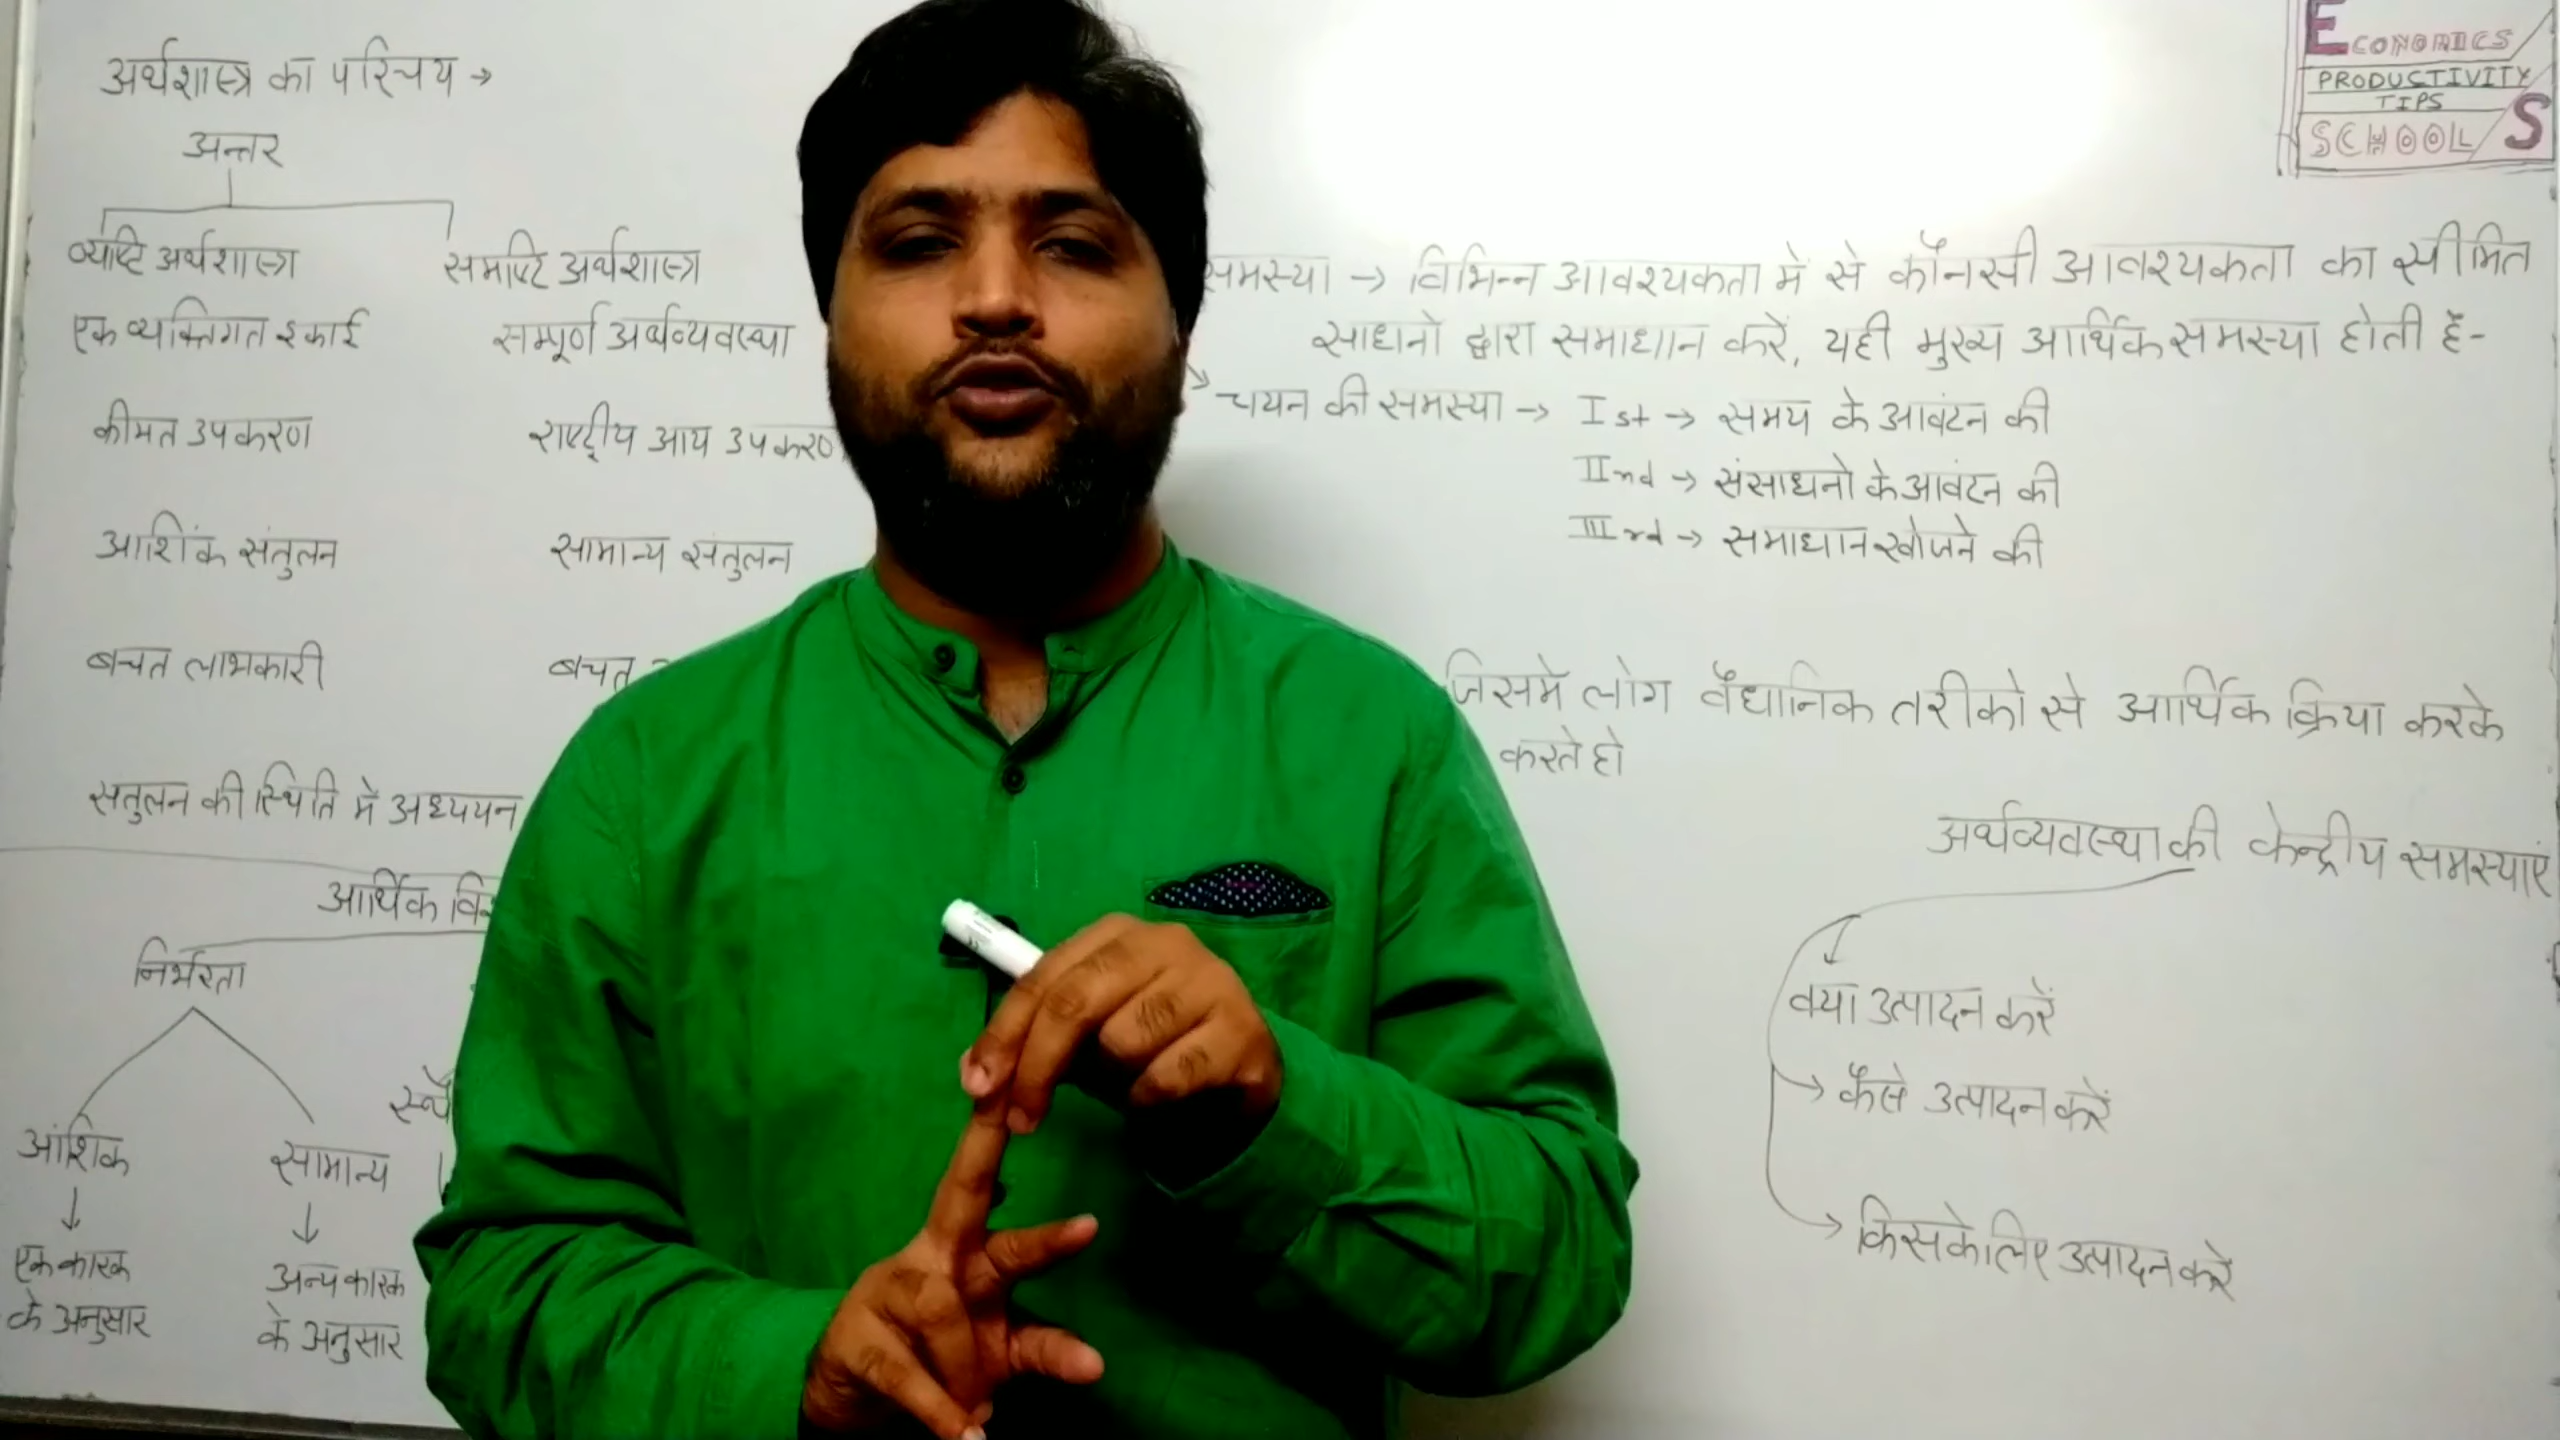 अर्थशास्त्र का परिचय →
अन्तर
व्यष्टि अर्थशास्त्र
समष्टि अर्थशास्त्र
एक व्यक्तिगत इकाई
सम्पूर्ण अर्थव्यवस्था
कीमत उपकरण
राष्ट्रीय आय उपकरण
आशिंक संतुलन
सामान्य संतुलन
बचत लाभकारी
बचत
सतुलन की स्थिति में अध्ययन
आर्थिक
निर्भरता
आंशिक
सामान्य
↓
↓
एक कारक
के अनुसार
अन्य कारक
के अनुसार
ECONOMICS
PRODUCTIVITY
TIPS
SCHOOL S
समस्या → विभिन्न आवश्यकता में से कौनसी आवश्यकता का सीमित
साधनो द्वारा समाधान करें, यही मुख्य आर्थिक समस्या होती है-
चयन की समस्या → Ist → समय के आवंटन की
IInd → संसाधनो के आवंटन की
IIIrd → समाधान खोजने की
जिसमे लोग वैधानिक तरीको से आर्थिक क्रिया करके
करते हो
अर्थव्यवस्था की केन्द्रीय समस्याएं
क्या उत्पादन करें
→ कैसे उत्पादन करें
→ किसके लिए उत्पादन करें